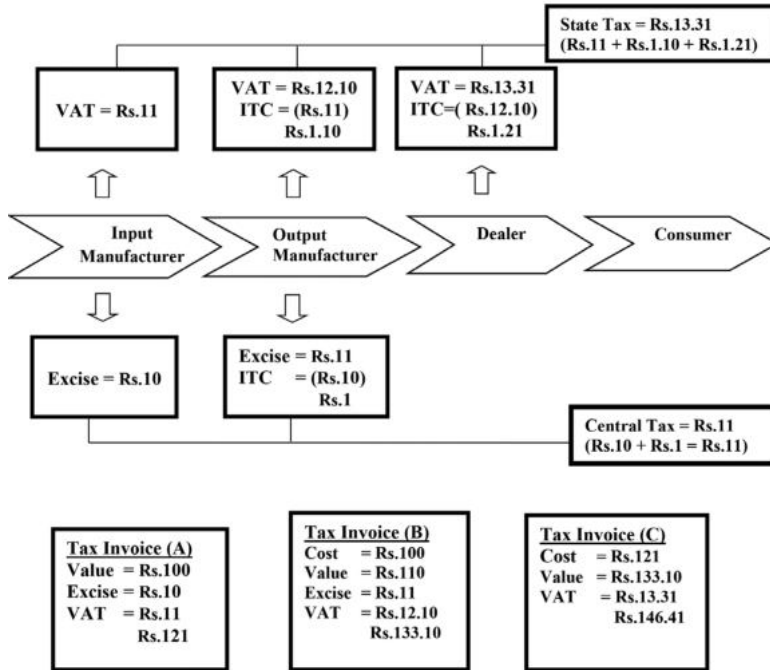 State Tax = Rs.13.31
(Rs.11 + Rs.1.10 + Rs.1.21)
VAT = Rs.11
VAT = Rs.12.10
ITC = (Rs.11)
Rs.1.10
VAT = Rs.13.31
ITC=( Rs.12.10)
Rs.1.21
Input
Manufacturer
Output
Manufacturer
Dealer
Consumer
Excise = Rs.10
Excise = Rs.11
ITC = (Rs.10)
Rs.1
Central Tax = Rs.11
(Rs.10 + Rs.1 = Rs.11)
Tax Invoice (A)
Value = Rs.100
Excise = Rs.10
VAT = Rs.11
Rs.121
Tax Invoice (B)
Cost = Rs.100
Value = Rs.110
Excise = Rs.11
VAT = Rs.12.10
Rs.133.10
Tax Invoice (C)
Cost = Rs.121
Value = Rs.133.10
VAT = Rs.13.31
Rs.146.41